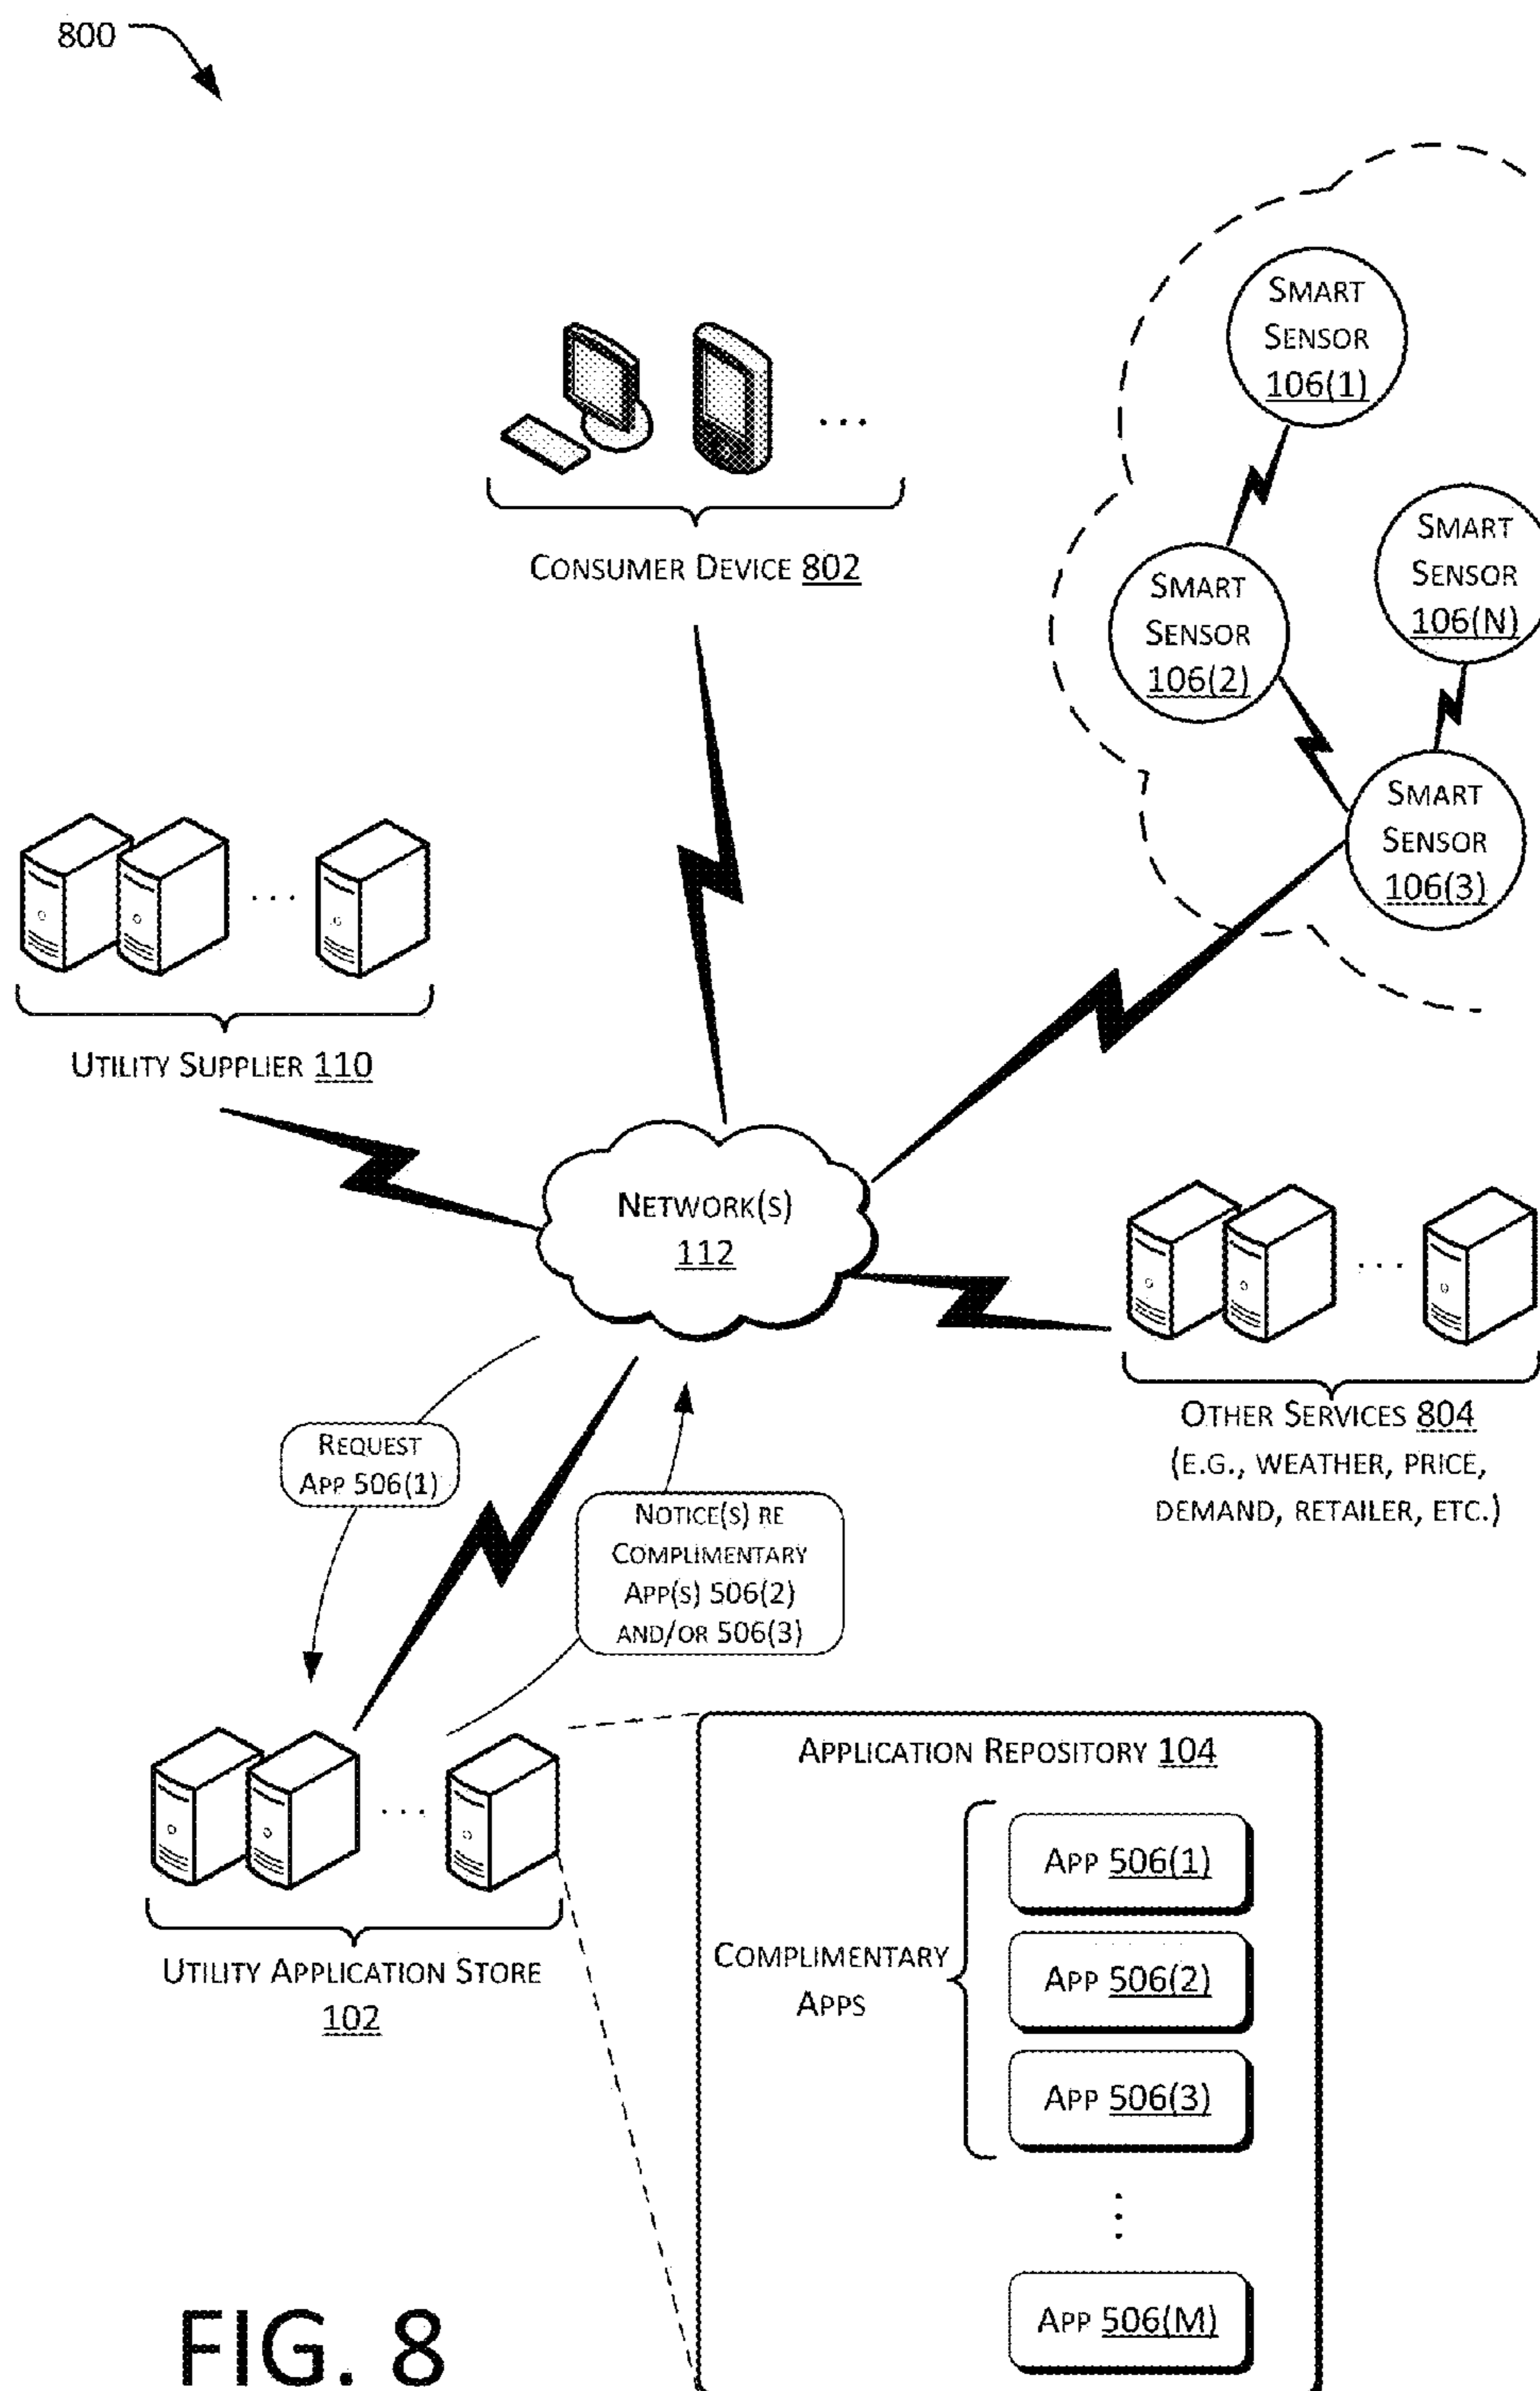 800
SMART
SENSOR
106(1)
SMART
SENSOR
106(N)
CONSUMER DEVICE 802
SMART
SENSOR
106(2)
SMART
SENSOR
106(3)
UTILITY SUPPLIER 110
NETWORK(S)
112
OTHER SERVICES 804
(E.G., WEATHER, PRICE,
DEMAND, RETAILER, ETC.)
REQUEST
APP 506(1)
NOTICE(S) RE
COMPLIMENTARY
APP(S) 506(2)
AND/OR 506(3)
APPLICATION REPOSITORY 104
APP 506(1)
COMPLIMENTARY
APPS
APP 506(2)
APP 506(3)
APP 506(M)
UTILITY APPLICATION STORE
102
FIG. 8